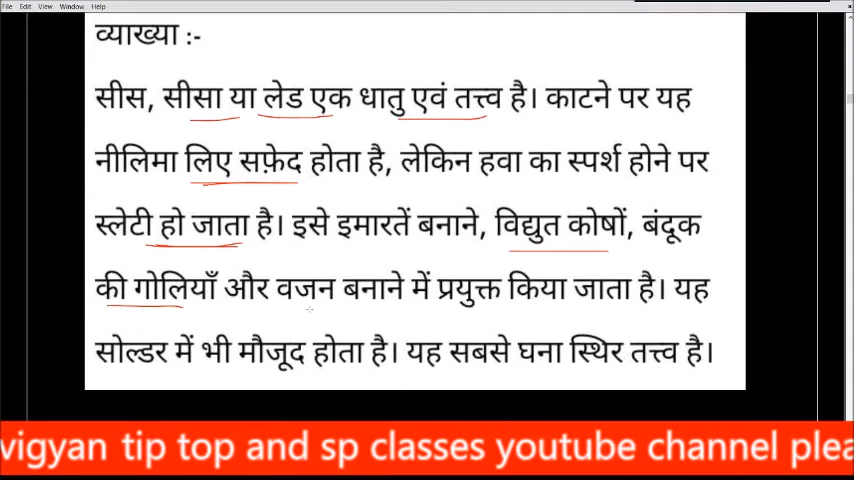 File Edit View Window Help
व्याख्या :-
सीस, सीसा या लेड एक धातु एवं तत्त्व है। काटने पर यह
नीलिमा लिए सफ़ेद होता है, लेकिन हवा का स्पर्श होने पर
स्लेटी हो जाता है। इसे इमारतें बनाने, विद्युत कोषों, बंदूक
की गोलियाँ और वजन बनाने में प्रयुक्त किया जाता है। यह
सोल्डर में भी मौजूद होता है। यह सबसे घना स्थिर तत्त्व है।
vigyan tip top and sp classes youtube channel plea